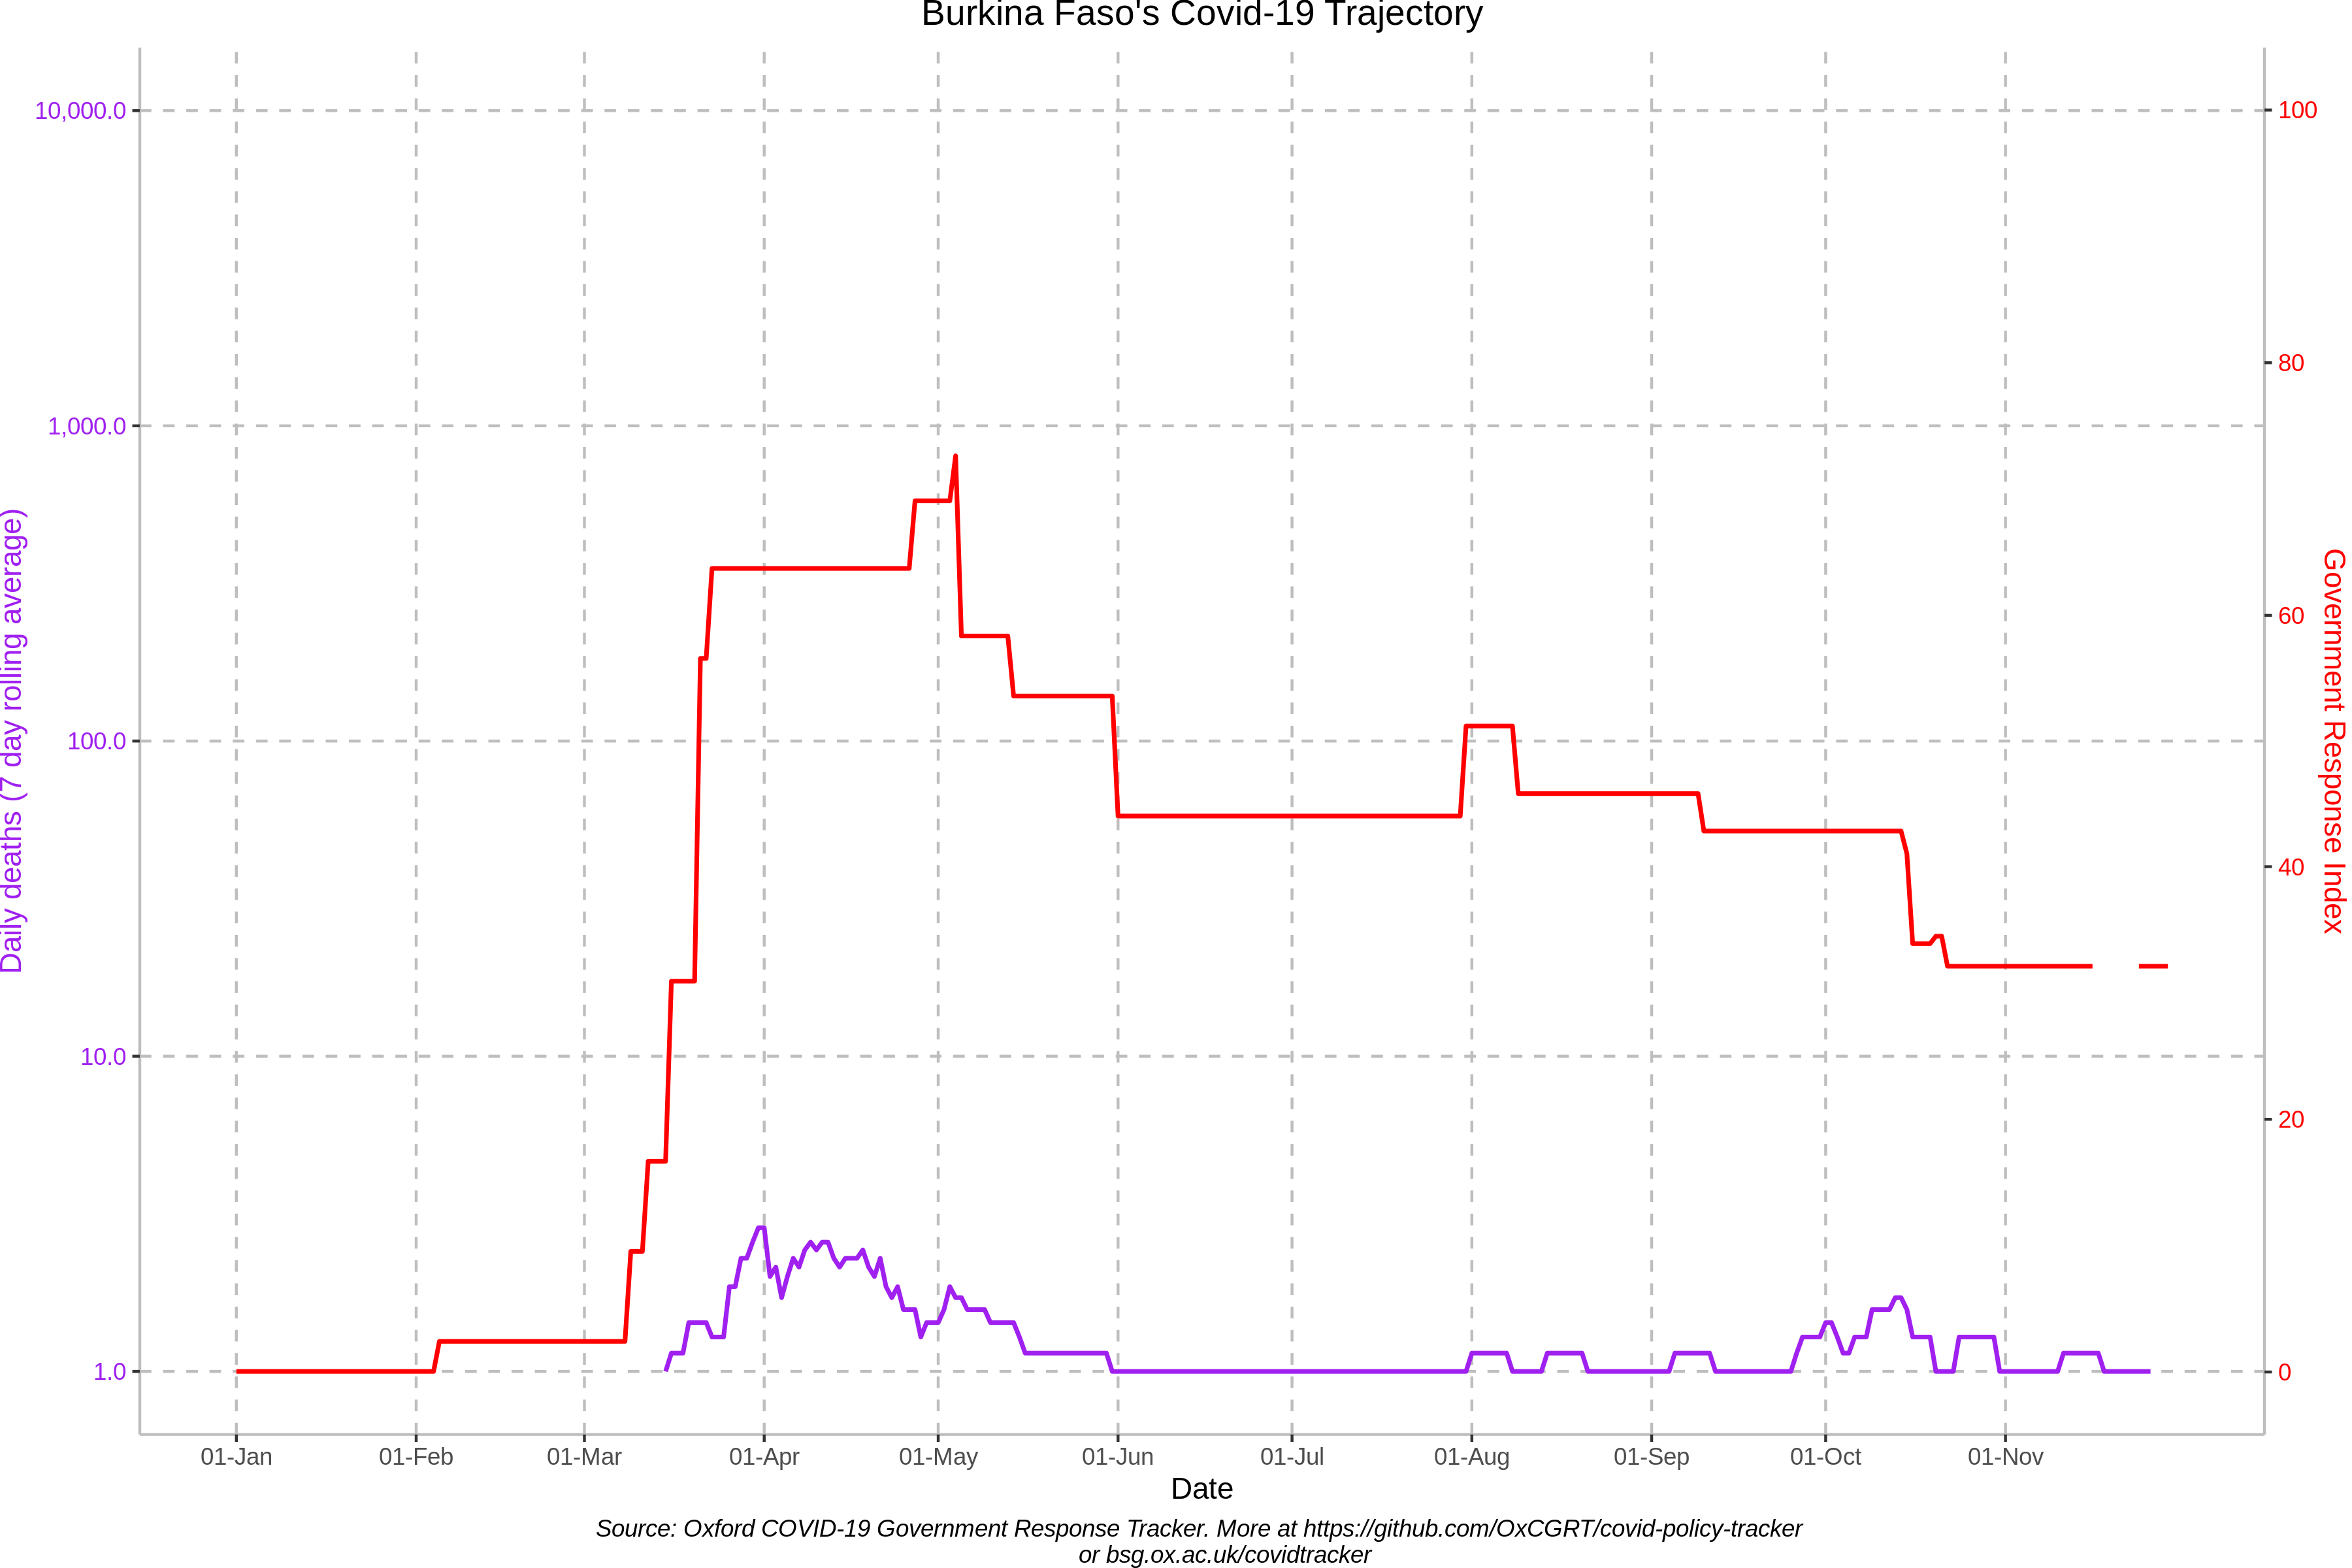 Burkina Faso's Covid-19 Trajectory
10,000.0
1,000.0
100.0
10.0
1.0
Daily deaths (7 day rolling average)
100
80
60
40
20
0
Government Response Index
01-Jan 01-Feb 01-Mar 01-Apr 01-May 01-Jun 01-Jul 01-Aug 01-Sep 01-Oct 01-Nov
Date
Source: Oxford COVID-19 Government Response Tracker. More at https://github.com/OxCGRT/covid-policy-tracker
or bsg.ox.ac.uk/covidtracker